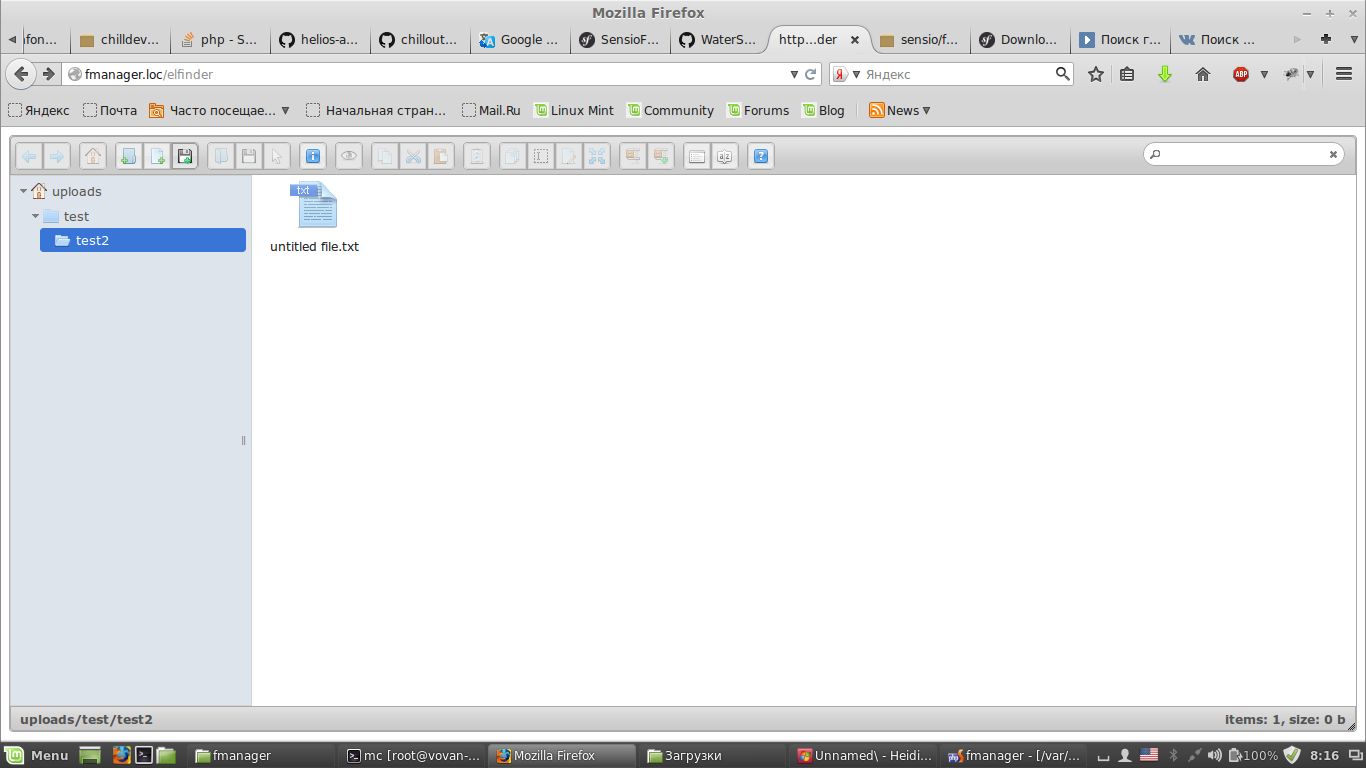 Mozilla Firefox
ıfon...
chilldev...
php - S...
helios-a...
chillout...
Google ...
SensioF...
WaterS...
http...der
sensio/f...
Downlo...
Поиск г...
Поиск ...
fmanager.loc/elfinder
Я
Яндекс
ABP
Яндекс
Почта
Часто посещае...
Начальная стран...
Mail.Ru
Linux Mint
Community
Forums
Blog
News
uploads
test
test2
txt
untitled file.txt
uploads/test/test2
items: 1, size: 0 b
Menu
fmanager
mc [root@vovan-...
Mozilla Firefox
Загрузки
Unnamed\ - Heidi...
fmanager - [/var/...
100%
8:16